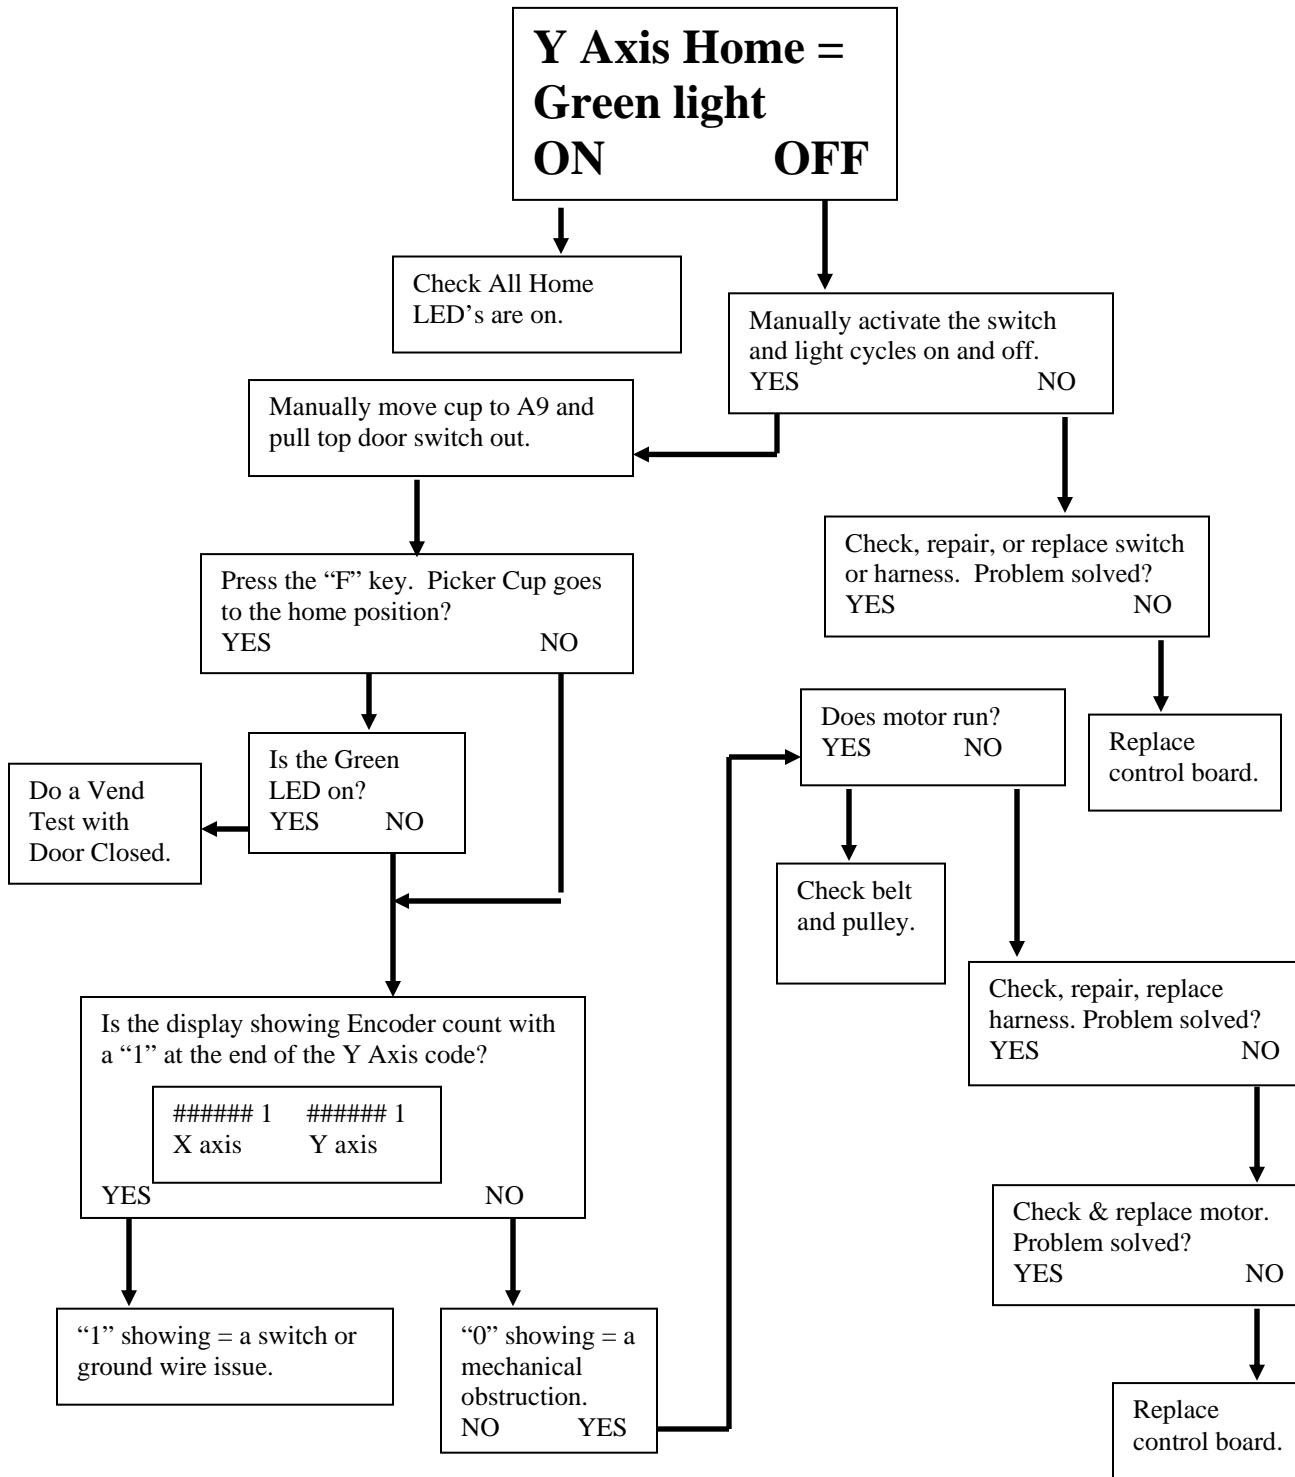 Y Axis Home =
Green light
ON OFF
Check All Home
LED’s are on.
Manually activate the switch
and light cycles on and off.
YES NO
Manually move cup to A9 and
pull top door switch out.
Check, repair, or replace switch
or harness.  Problem solved?
YES NO
Press the “F” key.  Picker Cup goes
to the home position?
YES NO
Does motor run?
YES NO
Replace
control board.
Is the Green
LED on?
YES NO
Do a Vend
Test with
Door Closed.
Check belt
and pulley.
Check, repair, replace
harness. Problem solved?
YES NO
Is the display showing Encoder count with
a “1” at the end of the Y Axis code?
###### 1 ###### 1
X axis Y axis
YES NO
Check & replace motor.
Problem solved?
YES NO
“1” showing = a switch or
ground wire issue.
“0” showing = a
mechanical
obstruction.
NO YES
Replace
control board.